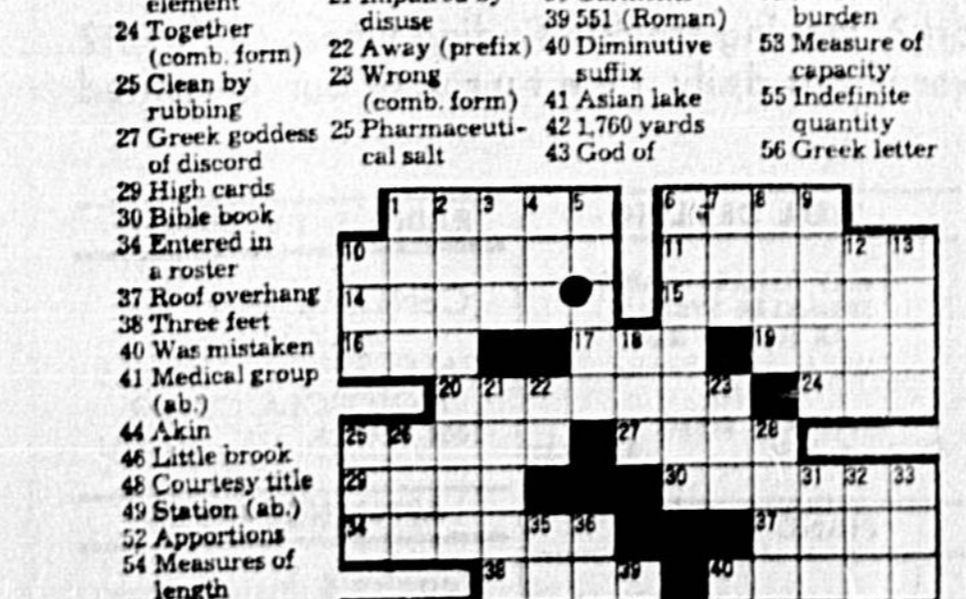 element
24 Together
(comb. form)
25 Clean by
rubbing
27 Greek goddess
of discord
29 High cards
30 Bible book
34 Entered in
a roster
37 Roof overhang
38 Three feet
40 Was mistaken
41 Medical group
(ab.)
44 Akin
46 Little brook
48 Courtesy title
49 Station (ab.)
52 Apportions
54 Measures of
length
21 Impaired by
disuse
22 Away (prefix)
23 Wrong
(comb. form)
25 Pharmaceuti-
cal salt
39 551 (Roman)
40 Diminutive
suffix
41 Asian lake
42 1,760 yards
43 God of
burden
53 Measure of
capacity
55 Indefinite
quantity
56 Greek letter
1 2 3 4 5 6 7 8 9
10 11 12 13
14 15
16 17 18 19
20 21 22 23 24
25 26 27 28
29 30 31 32 33
34 35 36 37
38 39 40